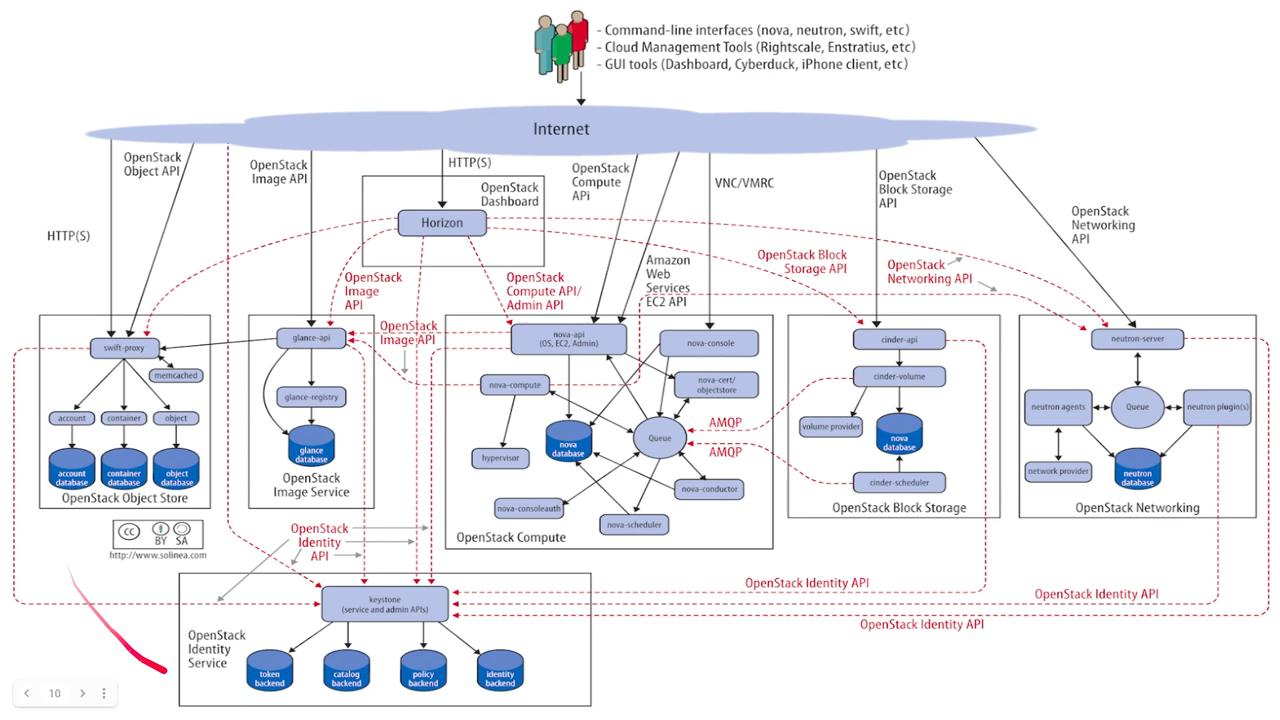 - Command-line interfaces (nova, neutron, swift, etc)
- Cloud Management Tools (Rightscale, Enstratius, etc)
- GUI tools (Dashboard, Cyberduck, iPhone client, etc)
Internet
OpenStack
Object API
OpenStack
Image API
HTTP(S)
OpenStack
Compute
APi
VNC/VMRC
OpenStack
Block Storage
API
OpenStack
Networking
API
HTTP(S)
OpenStack
Dashboard
Horizon
OpenStack
Image
API
OpenStack
Compute API/
Admin API
Amazon
Web
Services
EC2 API
OpenStack Block
Storage API
OpenStack
Networking API
OpenStack
Image API
swift-proxy
memcached
account
container
object
account
database
container
database
object
database
OpenStack Object Store
glance-api
glance-registry
glance
database
OpenStack
Image Service
nova-api
(OS, EC2, Admin)
nova-console
nova-compute
nova-cert/
objectstore
hypervisor
nova
database
Queue
nova-conductor
nova-consoleauth
nova-scheduler
OpenStack Compute
AMQP
AMQP
cinder-api
cinder-volume
volume provider
nova
database
cinder-scheduler
OpenStack Block Storage
neutron-server
neutron agents
Queue
neutron plugin(s)
network provider
neutron
database
OpenStack Networking
CC
BY SA
http://www.solinea.com
OpenStack
Identity
API
OpenStack Identity API
OpenStack Identity API
OpenStack Identity API
keystone
(service and admin APIs)
OpenStack
Identity
Service
token
backend
catalog
backend
policy
backend
identity
backend
10